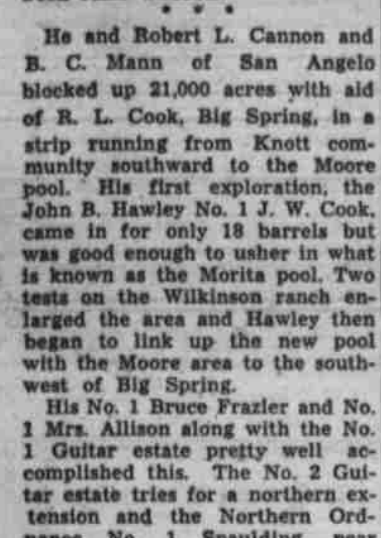 * * *
He and Robert L. Cannon and
B. C. Mann of San Angelo
blocked up 21,000 acres with aid
of R. L. Cook, Big Spring, in a
strip running from Knott com-
munity southward to the Moore
pool. His first exploration, the
John B. Hawley No. 1 J. W. Cook,
came in for only 18 barrels but
was good enough to usher in what
is known as the Morita pool. Two
tests on the Wilkinson ranch en-
larged the area and Hawley then
began to link up the new pool
with the Moore area to the south-
west of Big Spring.
His No. 1 Bruce Frazier and No.
1 Mrs. Allison along with the No.
1 Guitar estate pretty well ac-
complished this. The No. 2 Gui-
tar estate tries for a northern ex-
tension and the Northern Ord-
No. 1 Spaulding, near